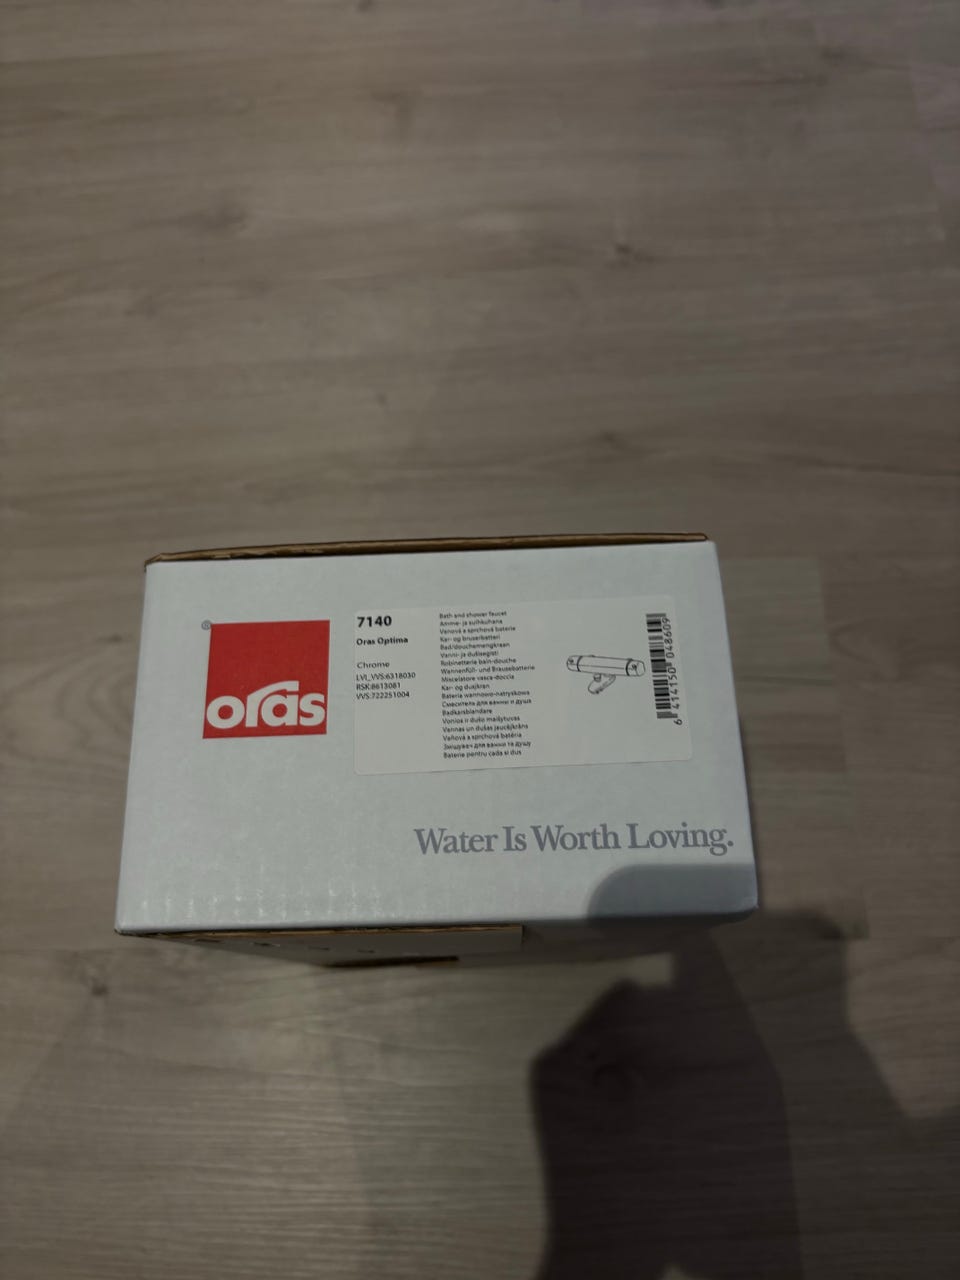 ®
oras
7140
Oras Optima
Chrome
LVI_VVS:6318030
RSK:8613081
VVS:722251004
Bath and shower faucet
Amme- ja suihkuhana
Vanová a sprchová baterie
Kar- og bruserbatteri
Bad/douchemengkraan
Vanni- ja dušisegisti
Robinetterie bain-douche
Wannenfüll- und Brausebatterie
Miscelatore vasca-doccia
Kar- og dusjkran
Bateria wannowo-natryskowa
Смеситель для ванны и душа
Badkarsblandare
Vonios ir dušo maišytuvas
Vannas un dušas jaucējkrāns
Vaňová a sprchová batéria
Змішувач для ванни та душу
Baterie pentru cada si dus
6 414150 048609
Water Is Worth Loving.